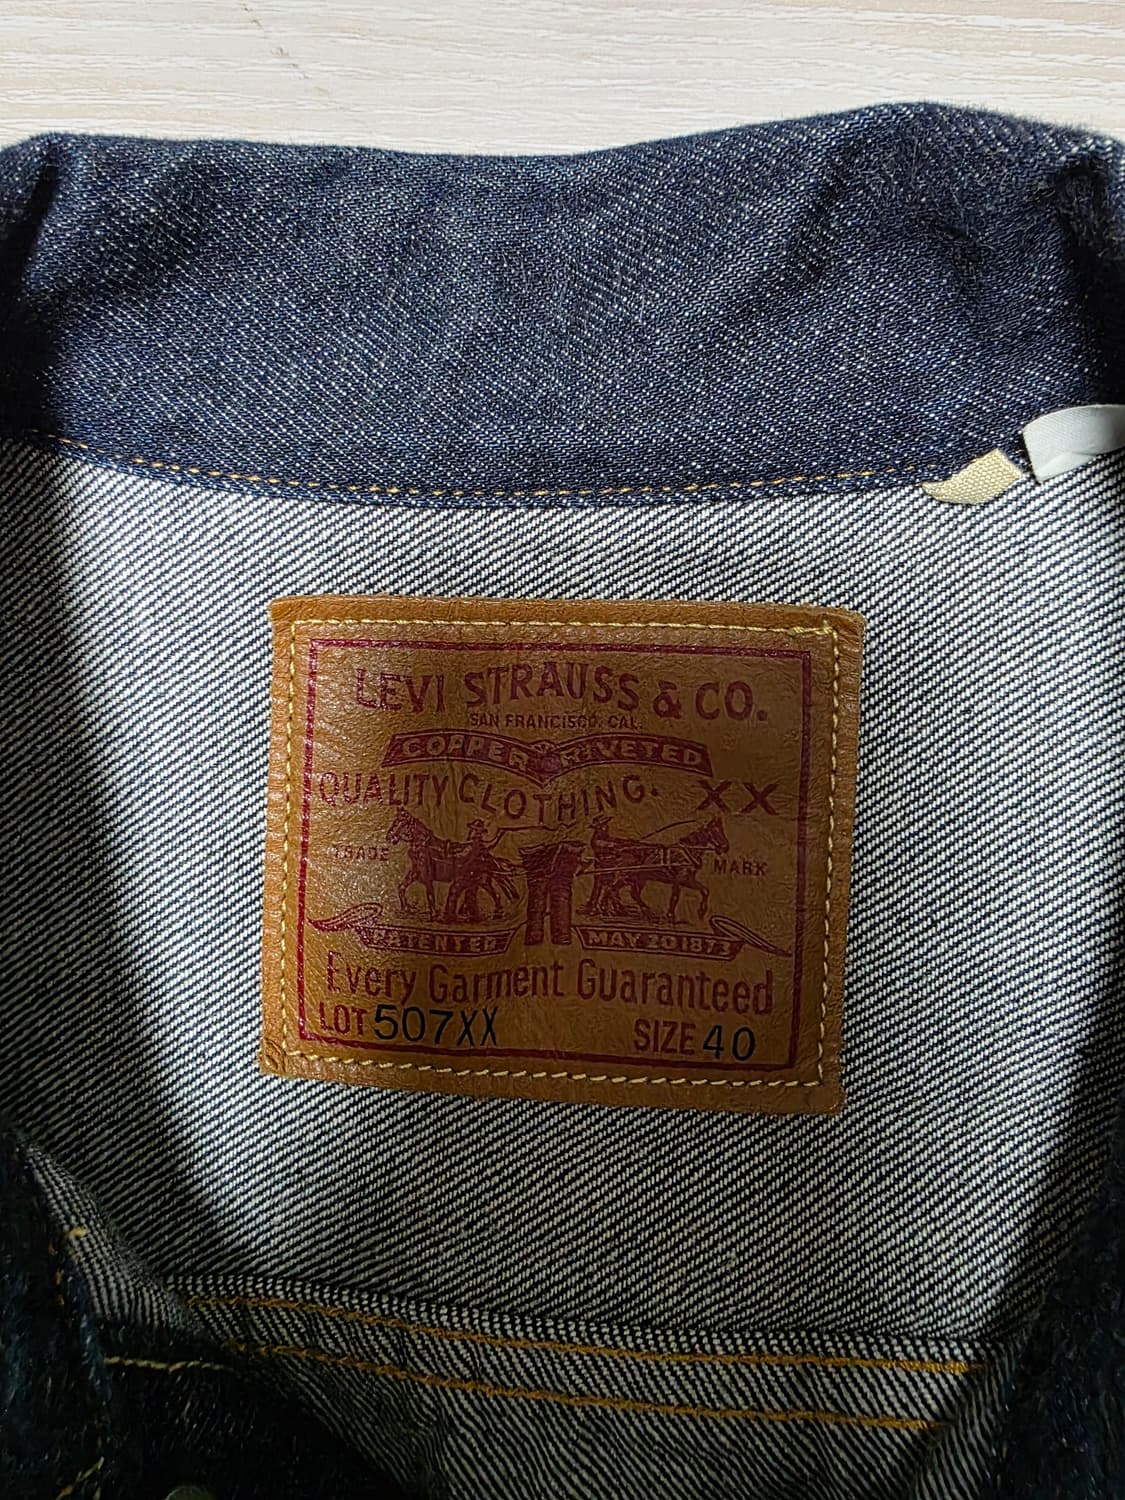 LEVI STRAUSS & CO.
SAN FRANCISCO, CAL.
COPPER RIVETED
QUALITY CLOTHING. XX
TRADE MARK
PATENTED MAY 20 1873
Every Garment Guaranteed
LOT 507XX SIZE 40